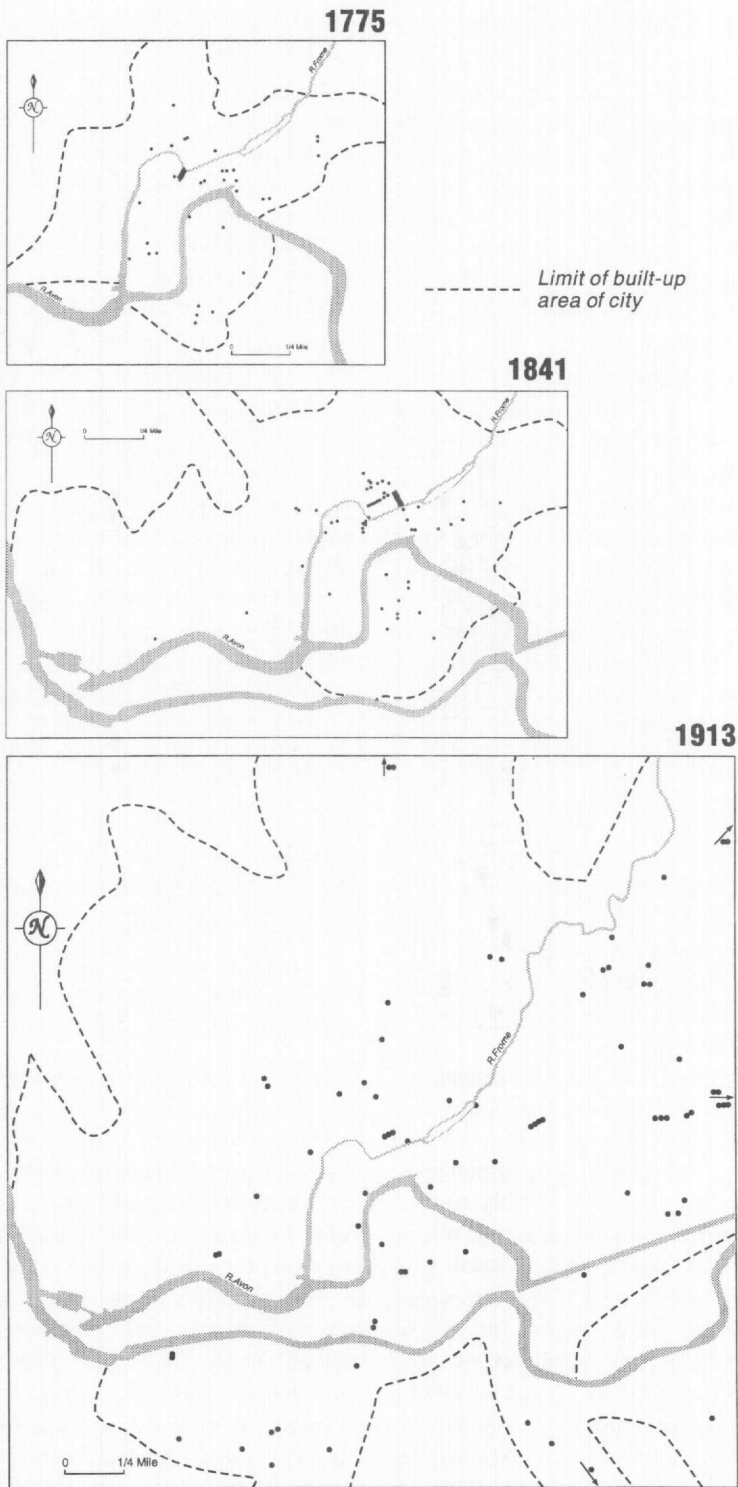 1775
R.Frome
N
R.Avon
0 1/4 Mile
Limit of built-up
area of city
1841
N
0 1/4 Mile
R.Frome
R.Avon
1913
N
R.Frome
R.Avon
0 1/4 Mile